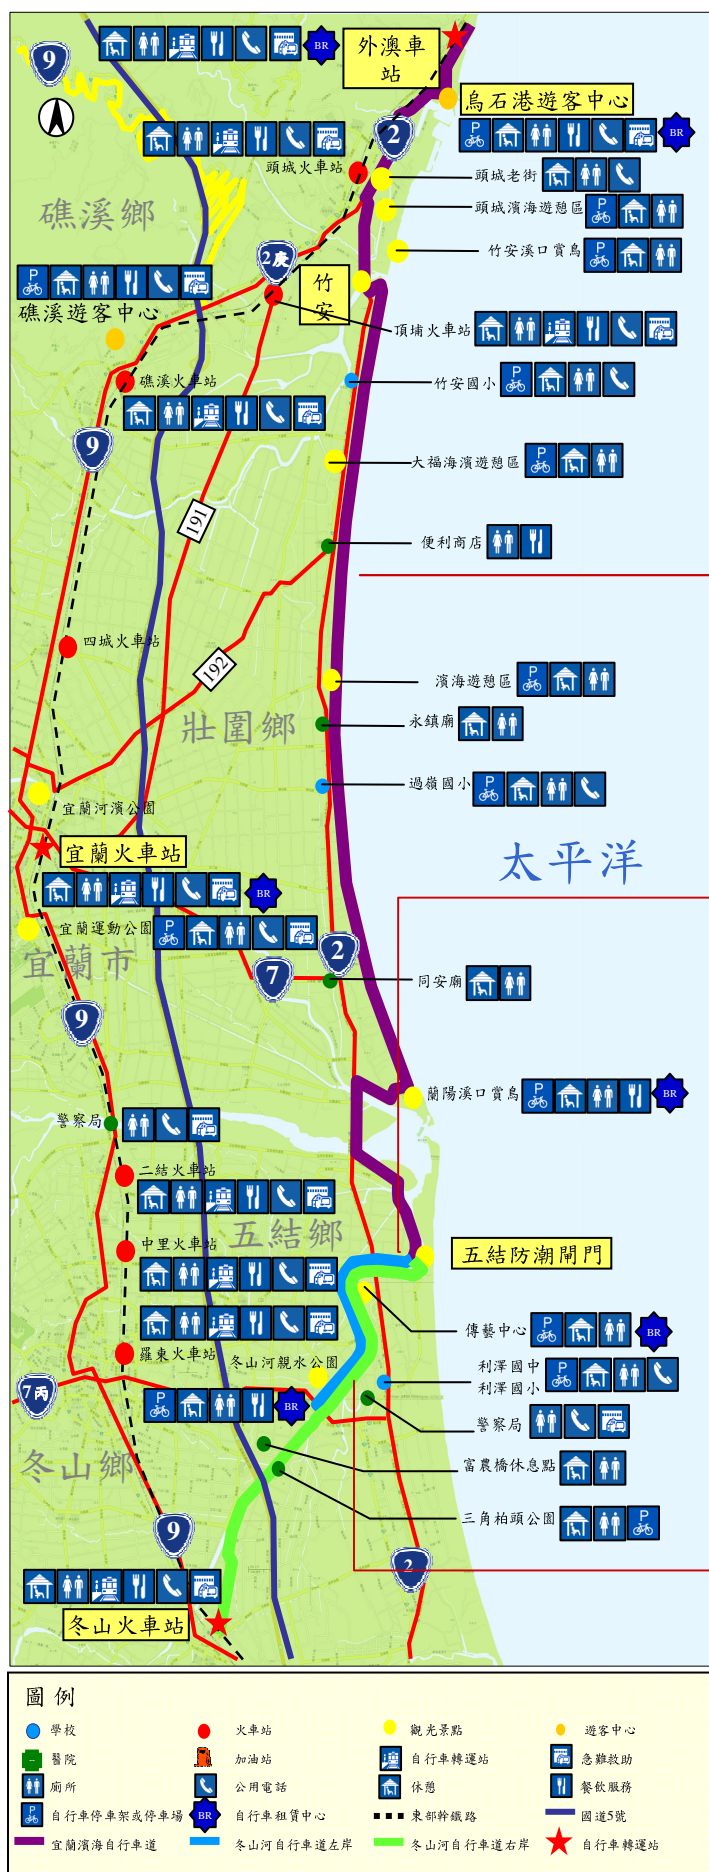 9
BR
外澳車
站
烏石港遊客中心
2
BR
頭城火車站
頭城老街
礁溪鄉
頭城濱海遊憩區
竹安溪口賞鳥
2庚
竹
安
礁溪遊客中心
頂埔火車站
礁溪火車站
竹安國小
9
大福海濱遊憩區
191
便利商店
四城火車站
192
濱海遊憩區
壯圍鄉
永鎮廟
過嶺國小
宜蘭河濱公園
宜蘭火車站
太平洋
BR
宜蘭運動公園
宜蘭市
2
7
同安廟
9
蘭陽溪口賞鳥
BR
警察局
二結火車站
五結鄉
中里火車站
五結防潮閘門
傳藝中心
BR
羅東火車站
冬山河親水公園
利澤國中
利澤國小
7丙
BR
警察局
冬山鄉
富農橋休息點
三角柏頭公園
9
2
冬山火車站
圖例
學校
火車站
觀光景點
遊客中心
醫院
加油站
自行車轉運站
急難救助
廁所
公用電話
休憩
餐飲服務
自行車停車架或停車場
BR
自行車租賃中心
東部幹鐵路
國道5號
宜蘭濱海自行車道
冬山河自行車道左岸
冬山河自行車道右岸
自行車轉運站